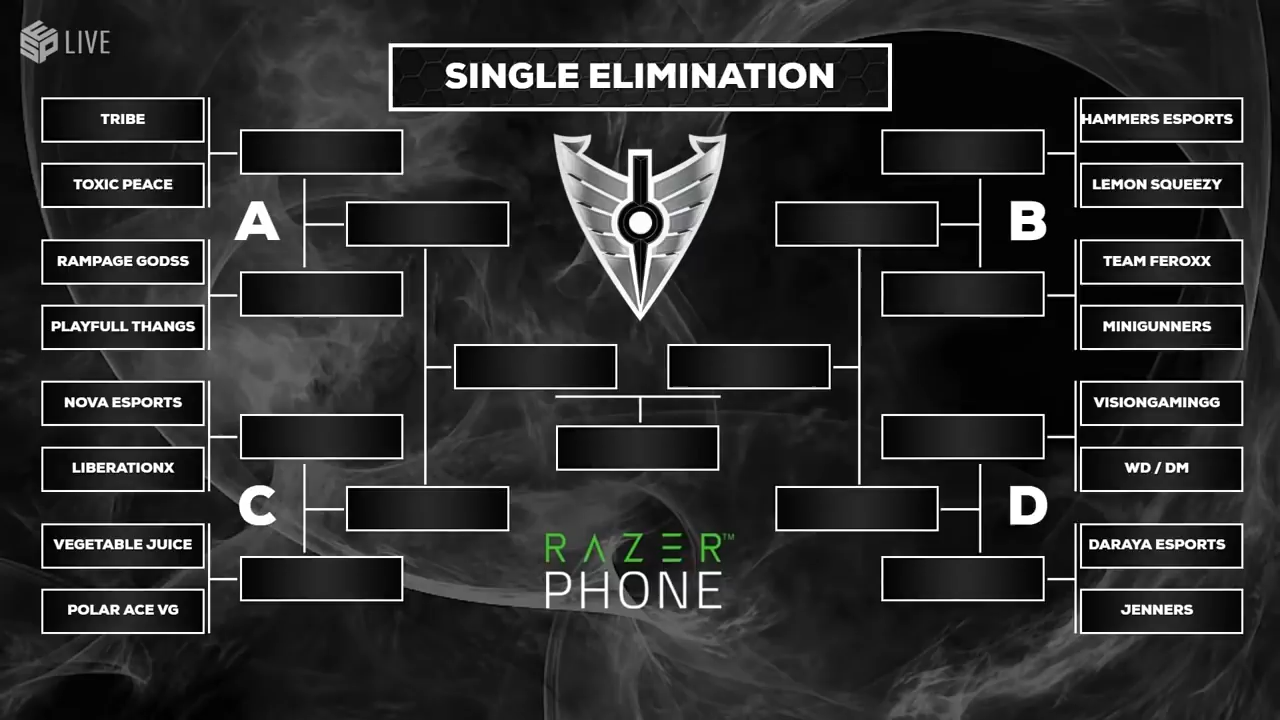 ESP LIVE
SINGLE ELIMINATION
TRIBE
TOXIC PEACE
A
RAMPAGE GODSS
PLAYFULL THANGS
NOVA ESPORTS
LIBERATIONX
C
VEGETABLE JUICE
POLAR ACE VG
HAMMERS ESPORTS
LEMON SQUEEZY
B
TEAM FEROXX
MINIGUNNERS
VISIONGAMINGG
WD / DM
D
DARAYA ESPORTS
JENNERS
RAZER™
PHONE